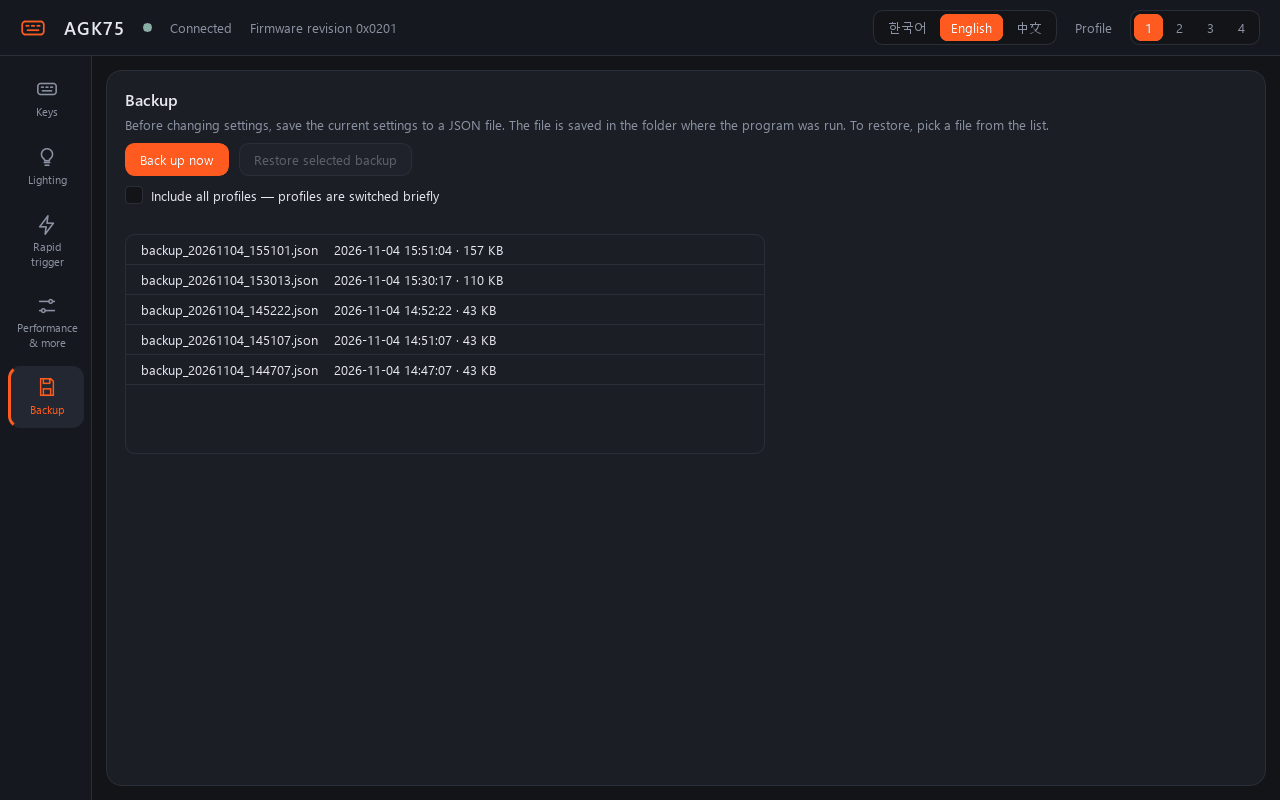 AGK75
Connected
Firmware revision 0x0201
한국어
English
中文
Profile
1
2
3
4
Keys
Lighting
Rapid
trigger
Performance
& more
Backup
Backup
Before changing settings, save the current settings to a JSON file. The file is saved in the folder where the program was run. To restore, pick a file from the list.
Back up now
Restore selected backup
Include all profiles — profiles are switched briefly
backup_20261104_155101.json 2026-11-04 15:51:04 · 157 KB
backup_20261104_153013.json 2026-11-04 15:30:17 · 110 KB
backup_20261104_145222.json 2026-11-04 14:52:22 · 43 KB
backup_20261104_145107.json 2026-11-04 14:51:07 · 43 KB
backup_20261104_144707.json 2026-11-04 14:47:07 · 43 KB